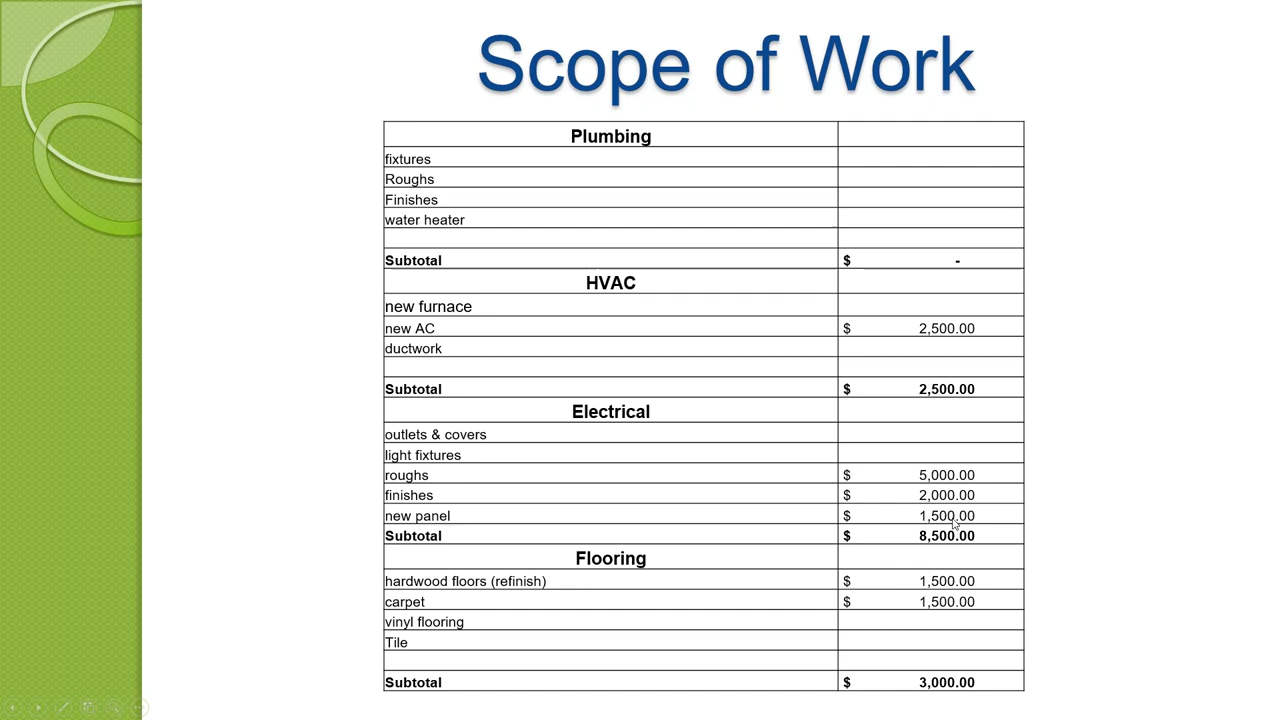 Scope of Work
Plumbing
fixtures
Roughs
Finishes
water heater
Subtotal $ -
HVAC
new furnace
new AC $ 2,500.00
ductwork
Subtotal $ 2,500.00
Electrical
outlets & covers
light fixtures
roughs $ 5,000.00
finishes $ 2,000.00
new panel $ 1,500.00
Subtotal $ 8,500.00
Flooring
hardwood floors (refinish) $ 1,500.00
carpet $ 1,500.00
vinyl flooring
Tile
Subtotal $ 3,000.00